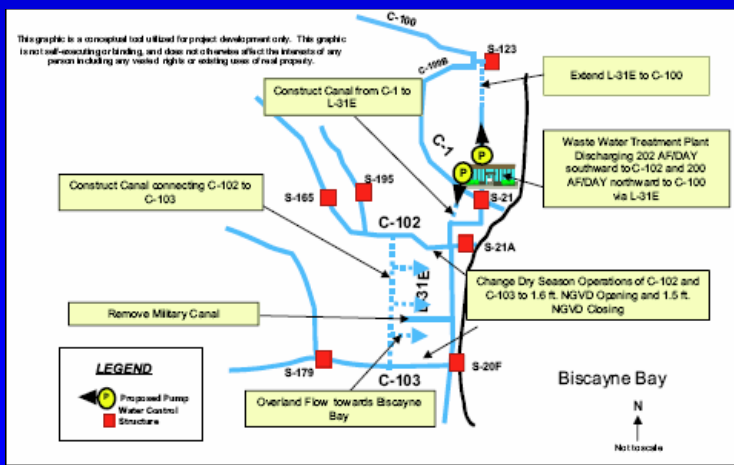 This graphic is a conceptual tool utilized for project development only. This graphic
is not self-executing or binding, and does not otherwise affect the interests of any
person including any vested rights or existing uses of real property.
C-100
S-123
C-100B
Construct Canal from C-1 to
L-31E
Extend L-31E to C-100
C-1
P
P
Waste Water Treatment Plant
Discharging 202 AF/DAY
southward to C-102 and 200
AF/DAY northward to C-100
via L-31E
Construct Canal connecting C-102 to
C-103
S-165
S-195
S-21
C-102
S-21A
L-31E
Change Dry Season Operations of C-102 and
C-103 to 1.6 ft. NGVD Opening and 1.5 ft.
NGVD Closing
Remove Military Canal
S-179
C-103
S-20F
Overland Flow towards Biscayne
Bay
Biscayne Bay
N
Not to scale
LEGEND
P
Proposed Pump
Water Control
Structure